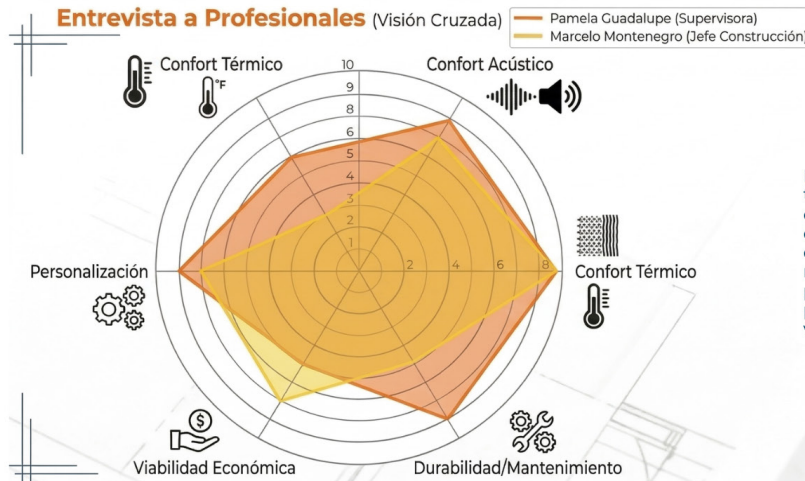 Entrevista a Profesionales (Visión Cruzada)
Pamela Guadalupe (Supervisora)
Marcelo Montenegro (Jefe Construcción)
Confort Térmico
°F
Confort Acústico
10
9
8
6
5
4
3
2
1
2
4
6
8
Personalización
Confort Térmico
$
Viabilidad Económica
Durabilidad/Mantenimiento